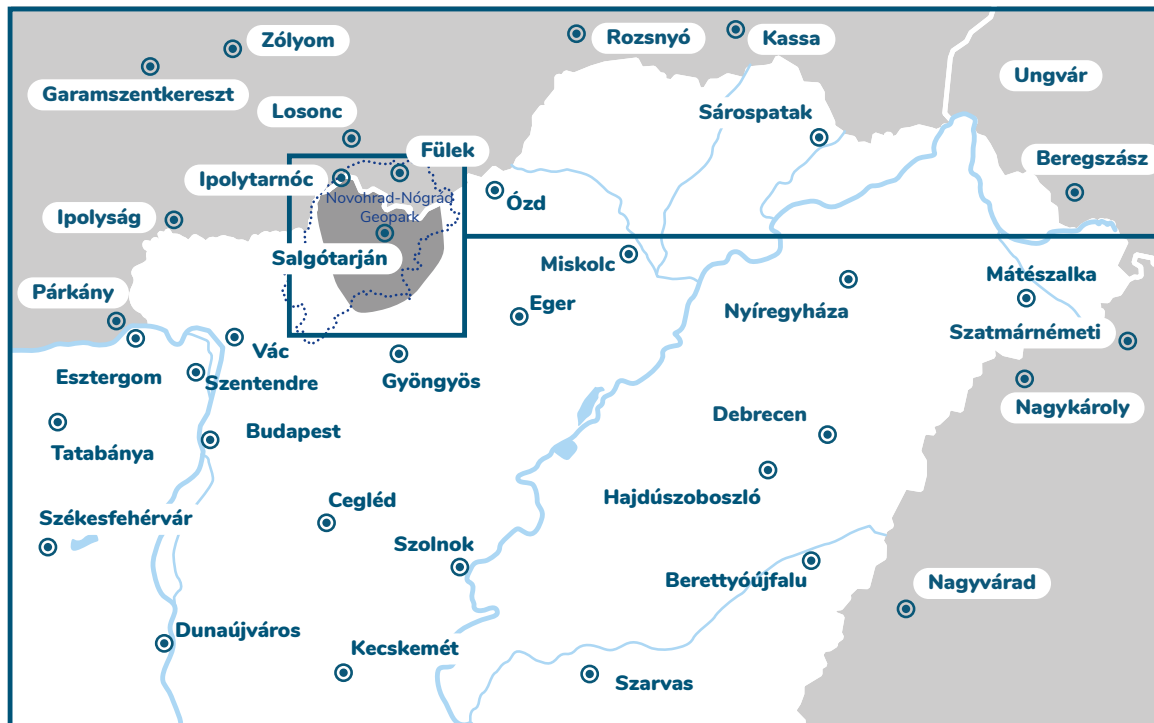 Zólyom
Rozsnyó
Kassa
Garamszentkereszt
Ungvár
Losonc
Sárospatak
Fülek
Beregszász
Ipolytarnóc
Novohrad-Nógrád
Geopark
Ózd
Ipolyság
Salgótarján
Miskolc
Mátészalka
Párkány
Eger
Nyíregyháza
Szatmárnémeti
Vác
Esztergom
Szentendre
Gyöngyös
Nagykároly
Debrecen
Budapest
Tatabánya
Hajdúszoboszló
Cegléd
Székesfehérvár
Szolnok
Berettyóújfalu
Nagyvárad
Dunaújváros
Kecskemét
Szarvas